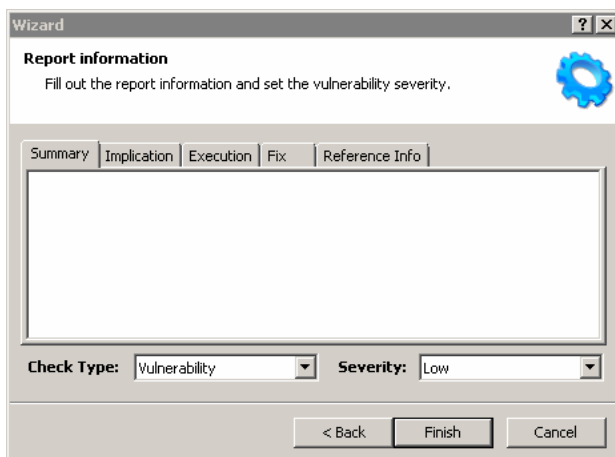 Wizard
Report information
Fill out the report information and set the vulnerability severity.
Summary Implication Execution Fix Reference Info
Check Type: Vulnerability Severity: Low
< Back Finish Cancel